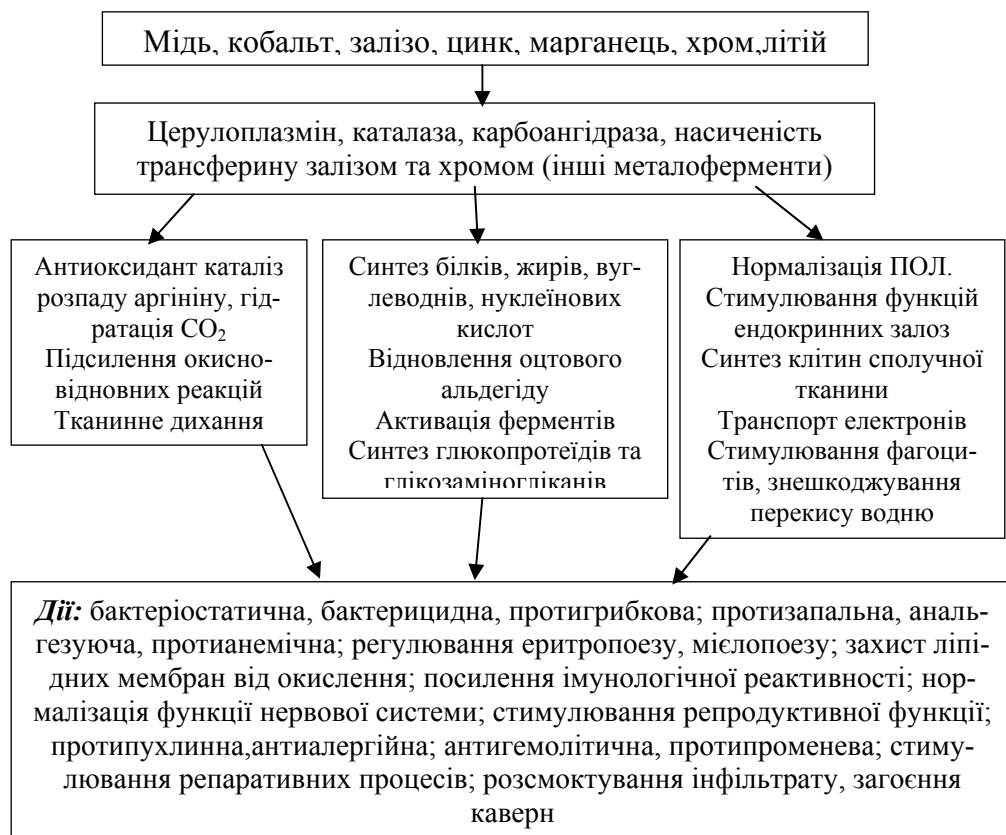 Мідь, кобальт, залізо, цинк, марганець, хром,літій
Церулоплазмін, каталаза, карбоангідраза, насиченість
трансферину залізом та хромом (інші металоферменти)
Антиоксидант каталіз
розпаду аргініну, гід-
ратація CO₂
Підсилення окисно-
відновних реакцій
Тканинне дихання
Синтез білків, жирів, вуг-
леводнів, нуклеїнових
кислот
Відновлення оцтового
альдегіду
Активація ферментів
Синтез глюкопротеїдів та
глікозаміногліканів
Нормалізація ПОЛ.
Стимулювання функцій
ендокринних залоз
Синтез клітин сполучної
тканини
Транспорт електронів
Стимулювання фагоци-
тів, знешкоджування
перекису водню
Дії: бактеріостатична, бактерицидна, протигрибкова; протизапальна, аналь-
гезуюча, протианемічна; регулювання еритропоезу, мієлопоезу; захист ліпі-
дних мембран від окислення; посилення імунологічної реактивності; нор-
малізація функції нервової системи; стимулювання репродуктивної функції;
протипухлинна,антиалергійна; антигемолітична, протипроменева; стиму-
лювання репаративних процесів; розсмоктування інфільтрату, загоєння
каверн